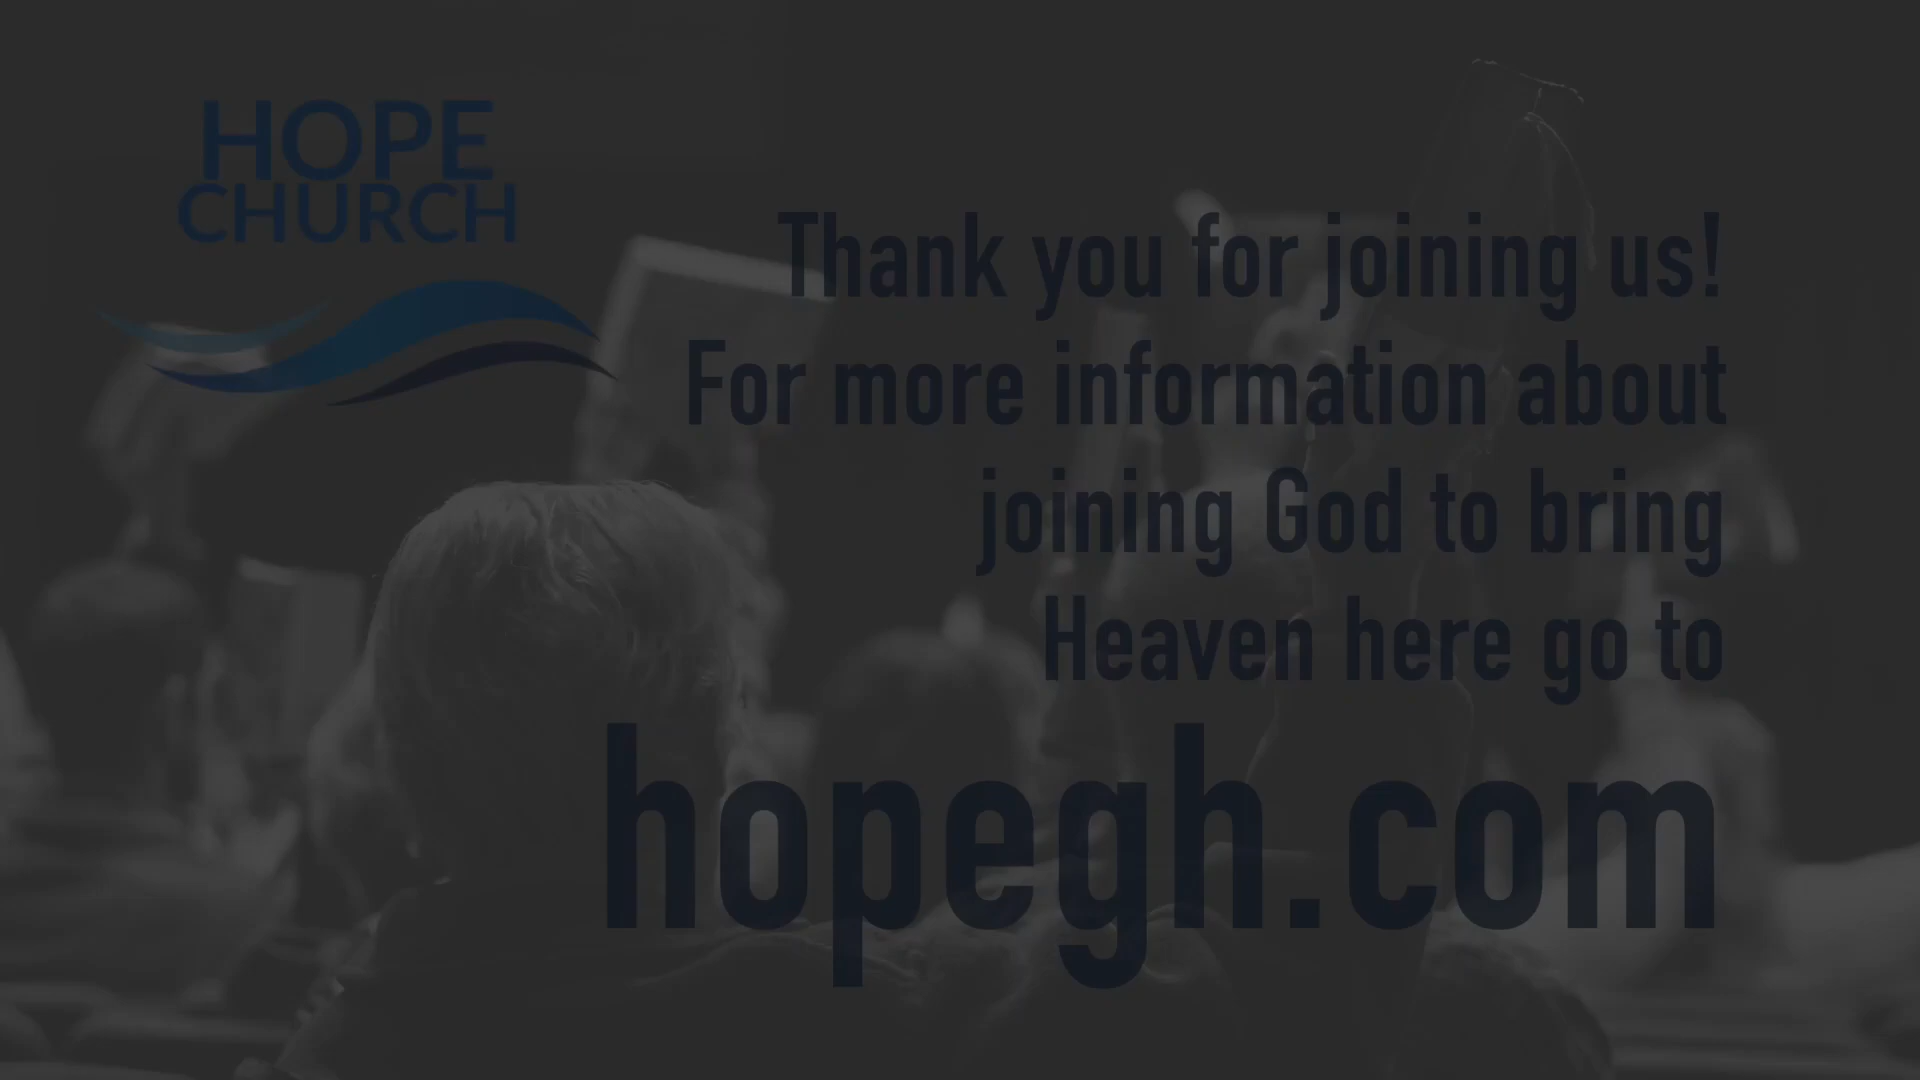 HOPE
CHURCH
Thank you for joining us!
For more information about
joining God to bring
Heaven here go to
hopegh.com